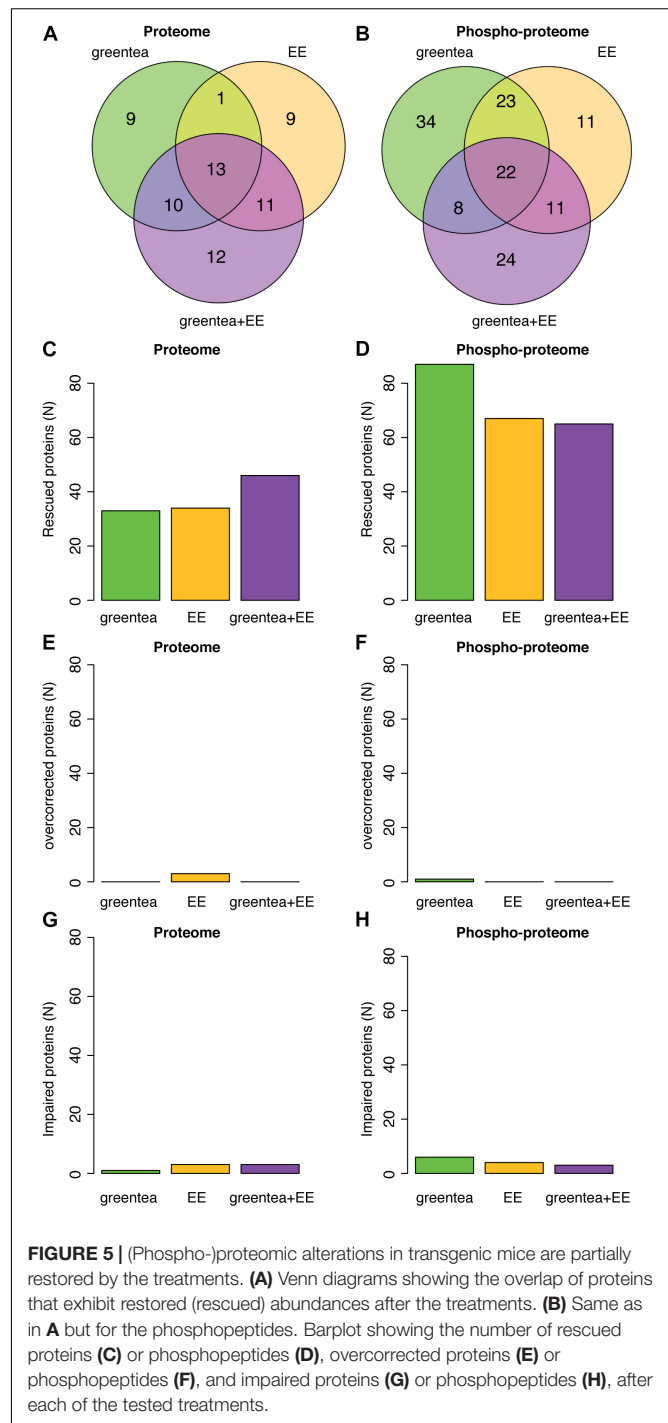 A Proteome
greentea EE
9 1 9
13
10 11
12
greentea+EE
B Phospho-proteome
greentea EE
34 23 11
22
8 11
24
greentea+EE
C Proteome
Rescued proteins (N)
0 20 40 60 80
greentea EE greentea+EE
D Phospho-proteome
Rescued proteins (N)
0 20 40 60 80
greentea EE greentea+EE
E Proteome
overcorrected proteins (N)
0 20 40 60 80
greentea EE greentea+EE
F Phospho-proteome
overcorrected proteins (N)
0 20 40 60 80
greentea EE greentea+EE
G Proteome
Impaired proteins (N)
0 20 40 60 80
greentea EE greentea+EE
H Phospho-proteome
Impaired proteins (N)
0 20 40 60 80
greentea EE greentea+EE
FIGURE 5 | (Phospho-)proteomic alterations in transgenic mice are partially
restored by the treatments. (A) Venn diagrams showing the overlap of proteins
that exhibit restored (rescued) abundances after the treatments. (B) Same as
in A but for the phosphopeptides. Barplot showing the number of rescued
proteins (C) or phosphopeptides (D), overcorrected proteins (E) or
phosphopeptides (F), and impaired proteins (G) or phosphopeptides (H), after
each of the tested treatments.